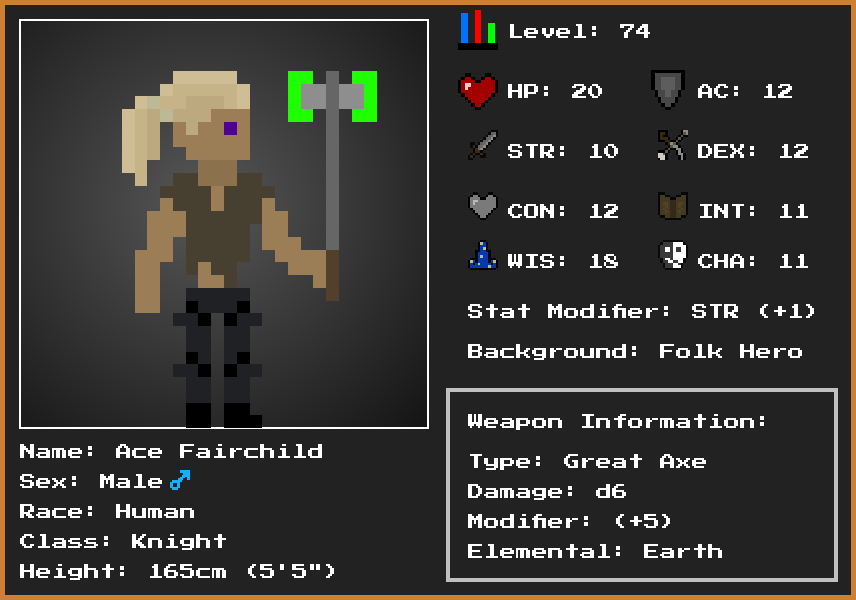 Level: 74
HP: 20
AC: 12
STR: 10
DEX: 12
CON: 12
INT: 11
WIS: 18
CHA: 11
Stat Modifier: STR (+1)
Background: Folk Hero
Weapon Information:
Type: Great Axe
Damage: d6
Modifier: (+5)
Elemental: Earth
Name: Ace Fairchild
Sex: Male♂
Race: Human
Class: Knight
Height: 165cm (5'5")